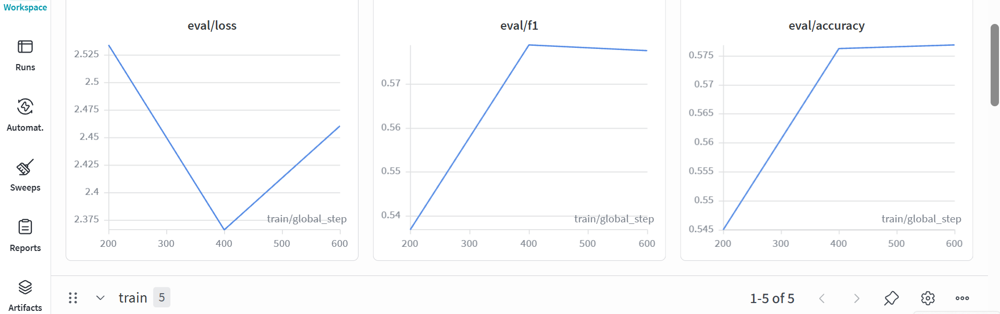 Workspace
Runs
Automat.
Sweeps
Reports
Artifacts
eval/loss
2.525
2.5
2.475
2.45
2.425
2.4
2.375
train/global_step
200 300 400 500 600
eval/f1
0.57
0.56
0.55
0.54
train/global_step
200 300 400 500 600
eval/accuracy
0.575
0.57
0.565
0.56
0.555
0.55
0.545
train/global_step
200 300 400 500 600
train 5
1-5 of 5